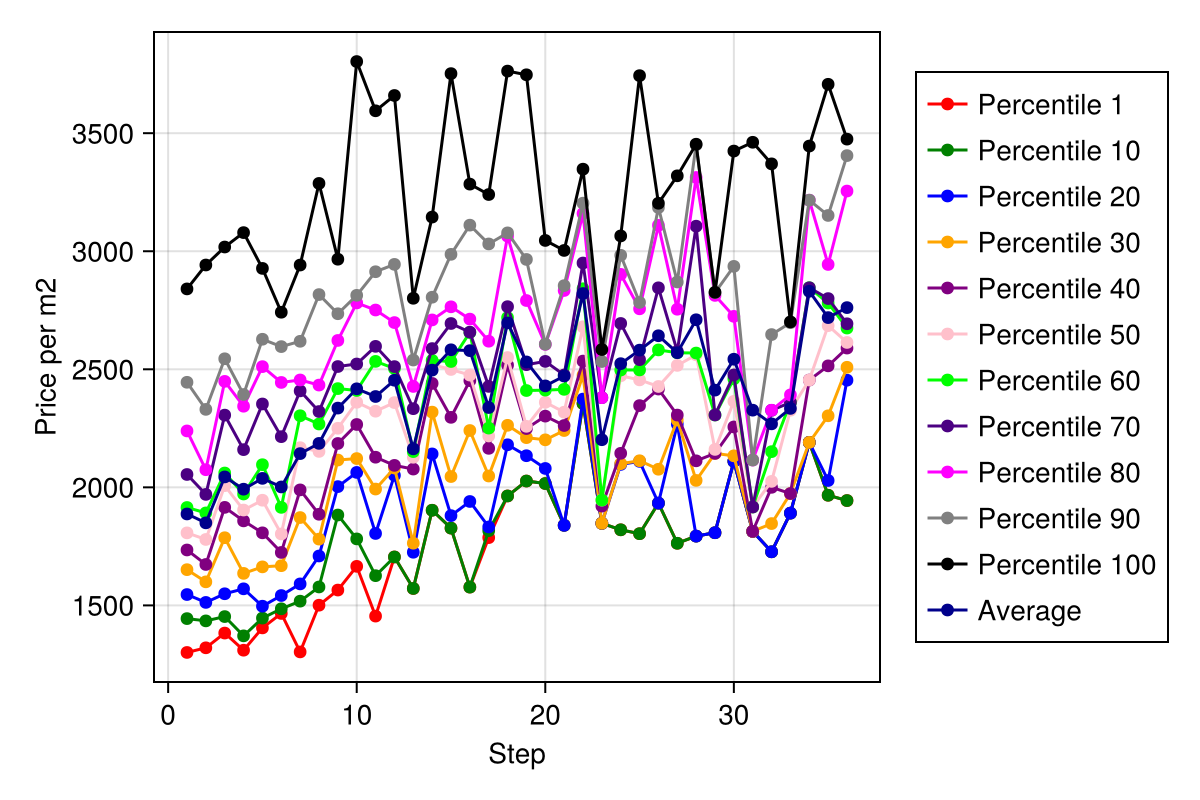 3500
3000
2500
2000
1500
Price per m2
0
10
20
30
Step
Percentile 1
Percentile 10
Percentile 20
Percentile 30
Percentile 40
Percentile 50
Percentile 60
Percentile 70
Percentile 80
Percentile 90
Percentile 100
Average